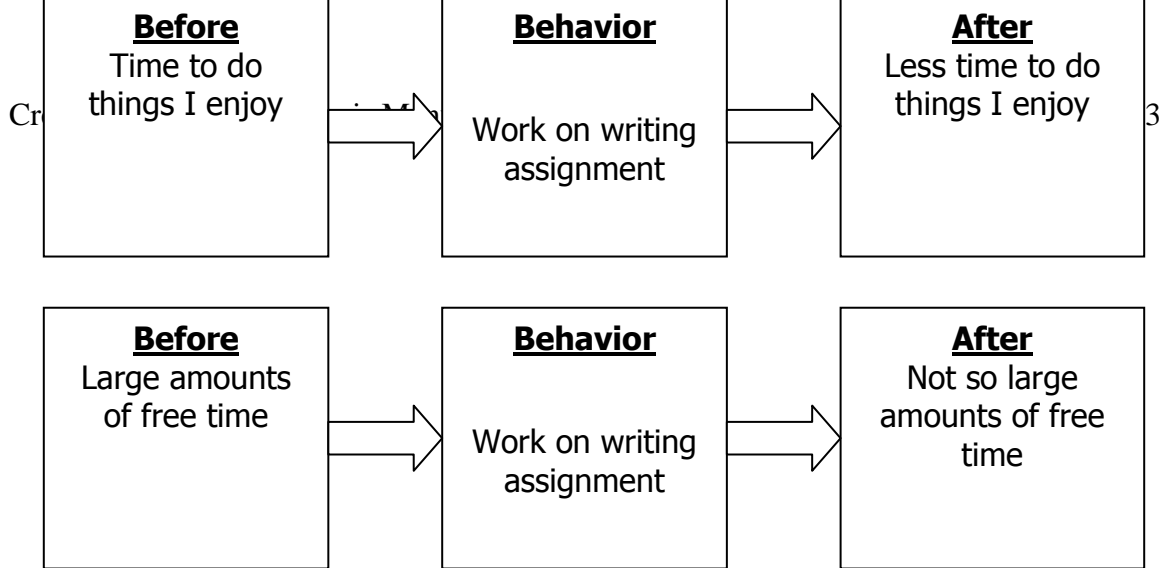 Before
Time to do
things I enjoy
Behavior
Work on writing
assignment
After
Less time to do
things I enjoy
3
Before
Large amounts
of free time
Behavior
Work on writing
assignment
After
Not so large
amounts of free
time